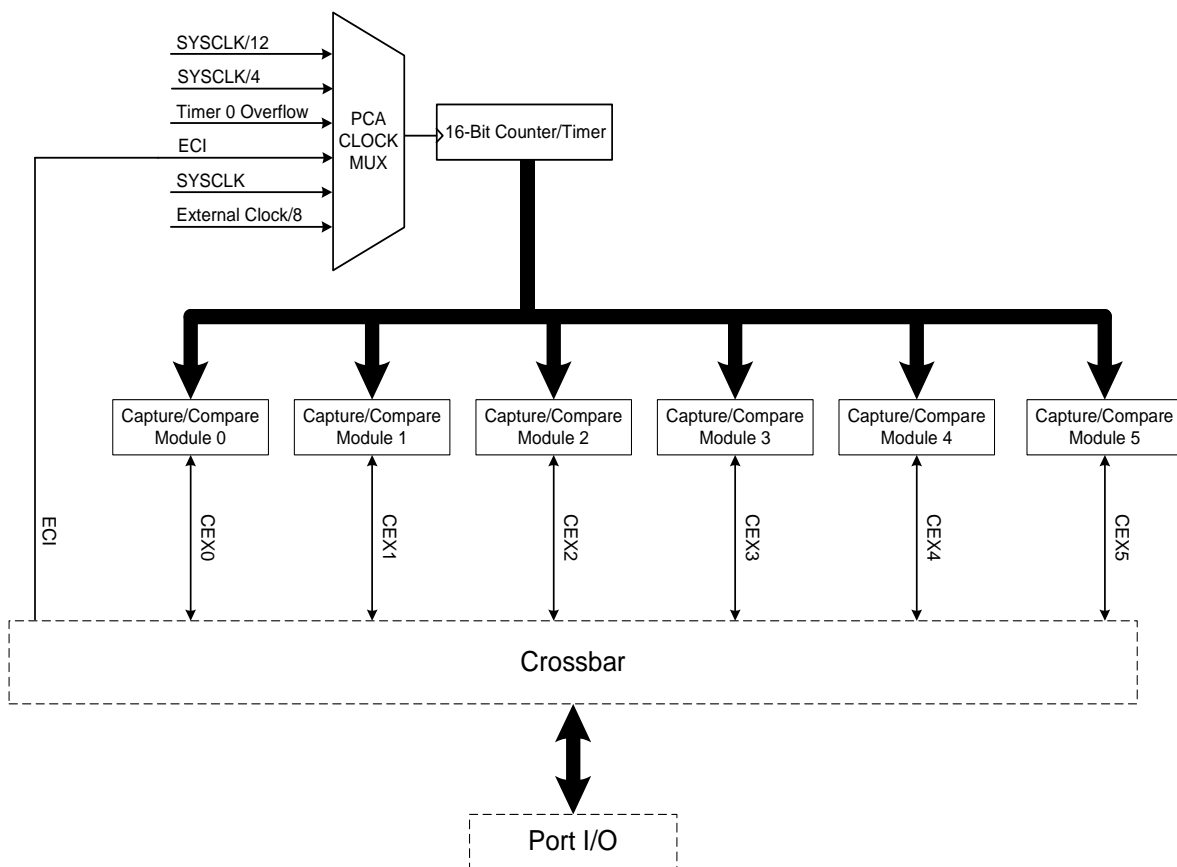 SYSCLK/12
SYSCLK/4
Timer 0 Overflow
ECI
SYSCLK
External Clock/8
PCA
CLOCK
MUX
16-Bit Counter/Timer
Capture/Compare
Module 0
Capture/Compare
Module 1
Capture/Compare
Module 2
Capture/Compare
Module 3
Capture/Compare
Module 4
Capture/Compare
Module 5
ECI
CEX0
CEX1
CEX2
CEX3
CEX4
CEX5
Crossbar
Port I/O